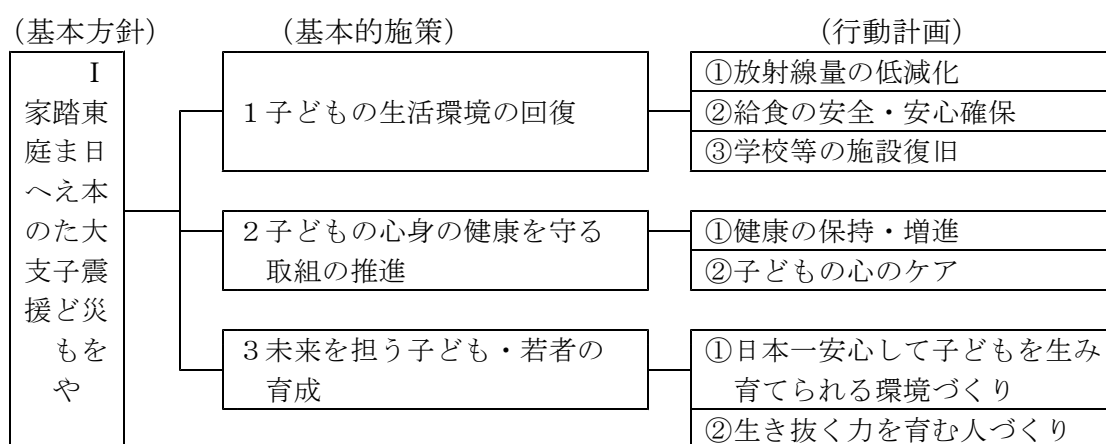 (基本方針)
(基本的施策)
(行動計画)
Ⅰ
東日本大震災を
踏まえた子どもや
家庭への支援
1子どもの生活環境の回復
①放射線量の低減化
②給食の安全・安心確保
③学校等の施設復旧
2子どもの心身の健康を守る
取組の推進
①健康の保持・増進
②子どもの心のケア
3未来を担う子ども・若者の
育成
①日本一安心して子どもを生み
育てられる環境づくり
②生き抜く力を育む人づくり